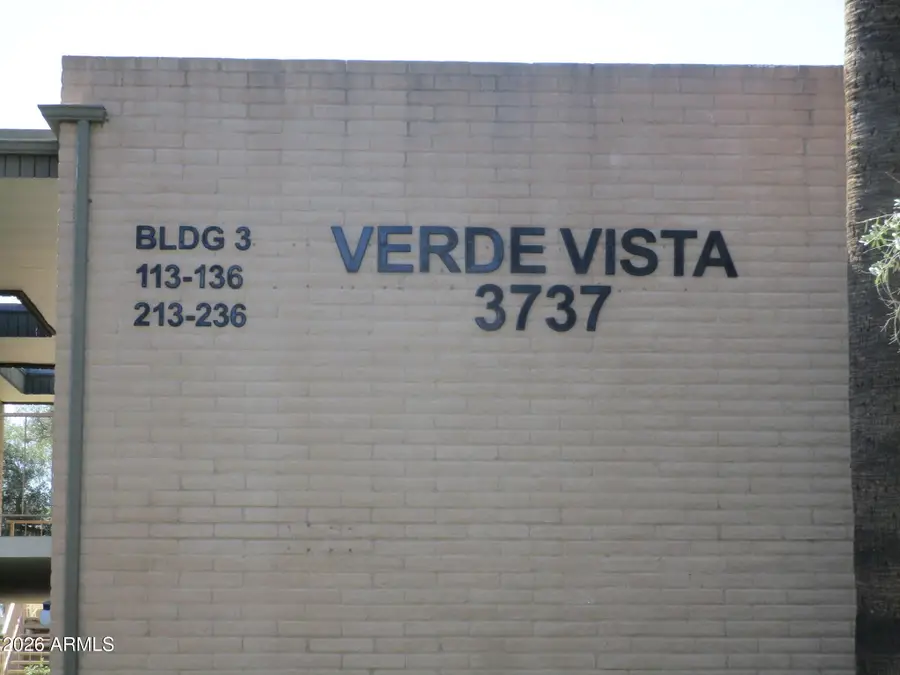 BLDG 3
113-136
213-236
VERDE VISTA
3737
2026 ARMLS